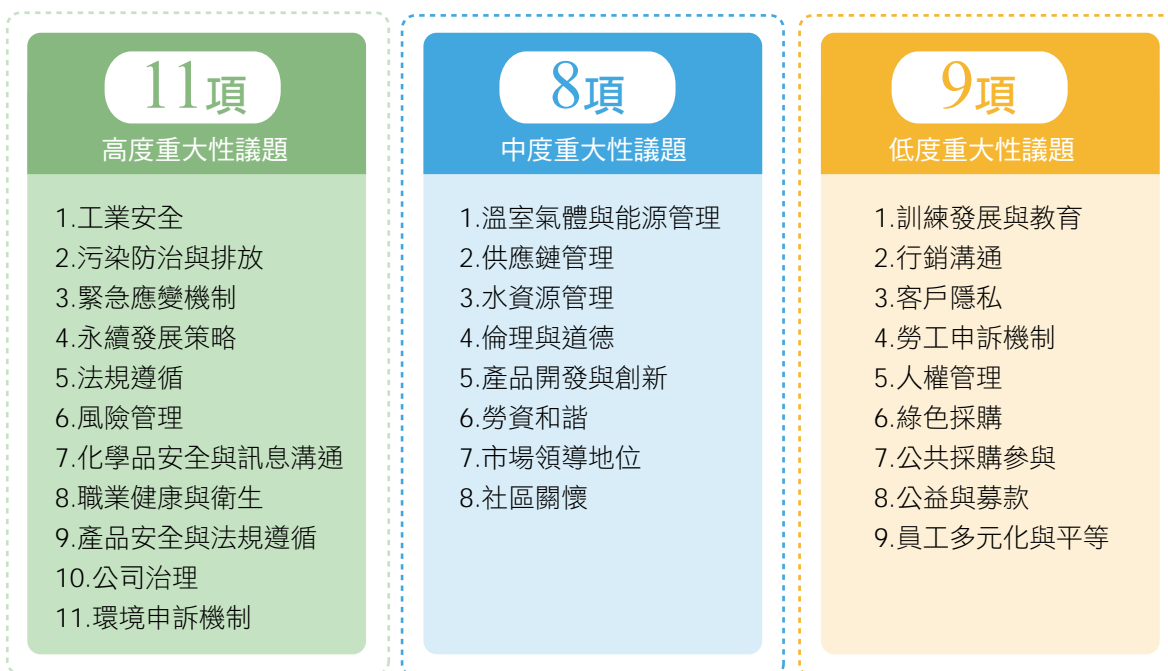 11項
高度重大性議題
1.工業安全
2.污染防治與排放
3.緊急應變機制
4.永續發展策略
5.法規遵循
6.風險管理
7.化學品安全與訊息溝通
8.職業健康與衛生
9.產品安全與法規遵循
10.公司治理
11.環境申訴機制
8項
中度重大性議題
1.溫室氣體與能源管理
2.供應鏈管理
3.水資源管理
4.倫理與道德
5.產品開發與創新
6.勞資和諧
7.市場領導地位
8.社區關懷
9項
低度重大性議題
1.訓練發展與教育
2.行銷溝通
3.客戶隱私
4.勞工申訴機制
5.人權管理
6.綠色採購
7.公共採購參與
8.公益與募款
9.員工多元化與平等